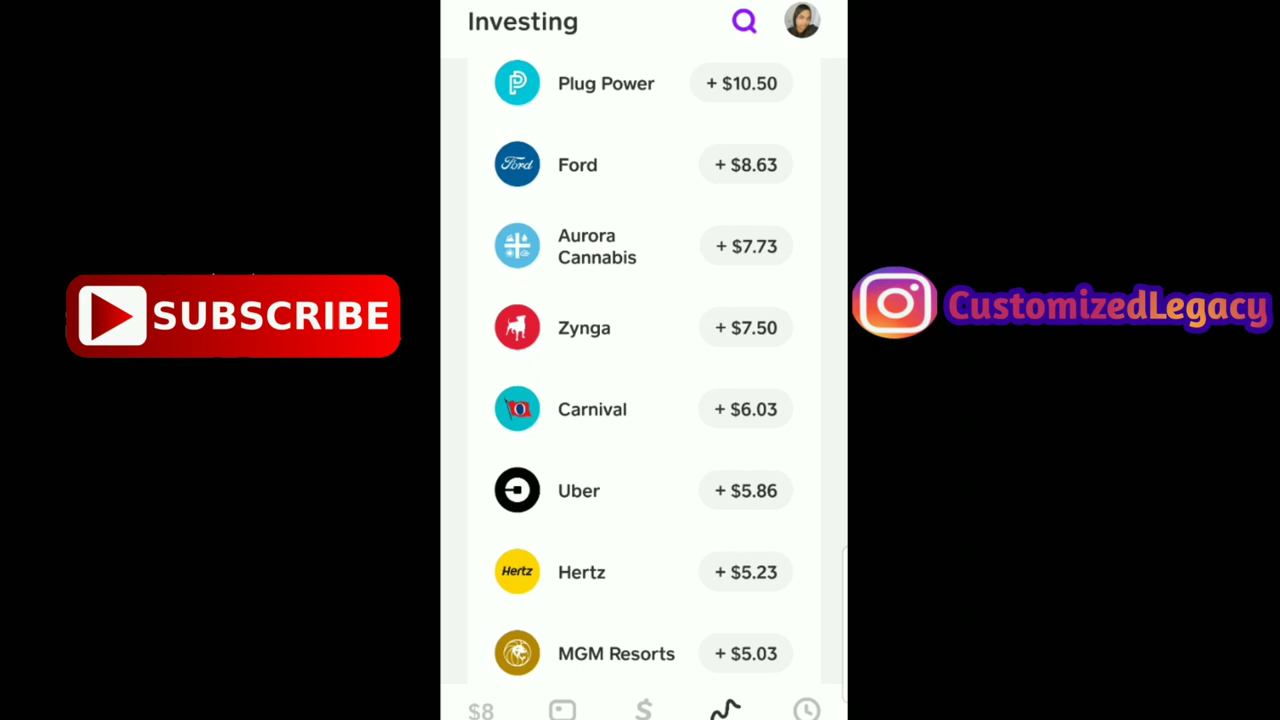 Investing
Plug Power + $10.50
Ford
Ford + $8.63
Aurora
Cannabis + $7.73
Zynga + $7.50
SUBSCRIBE
CustomizedLegacy
Carnival + $6.03
Uber + $5.86
Hertz
Hertz + $5.23
MGM Resorts + $5.03
$8